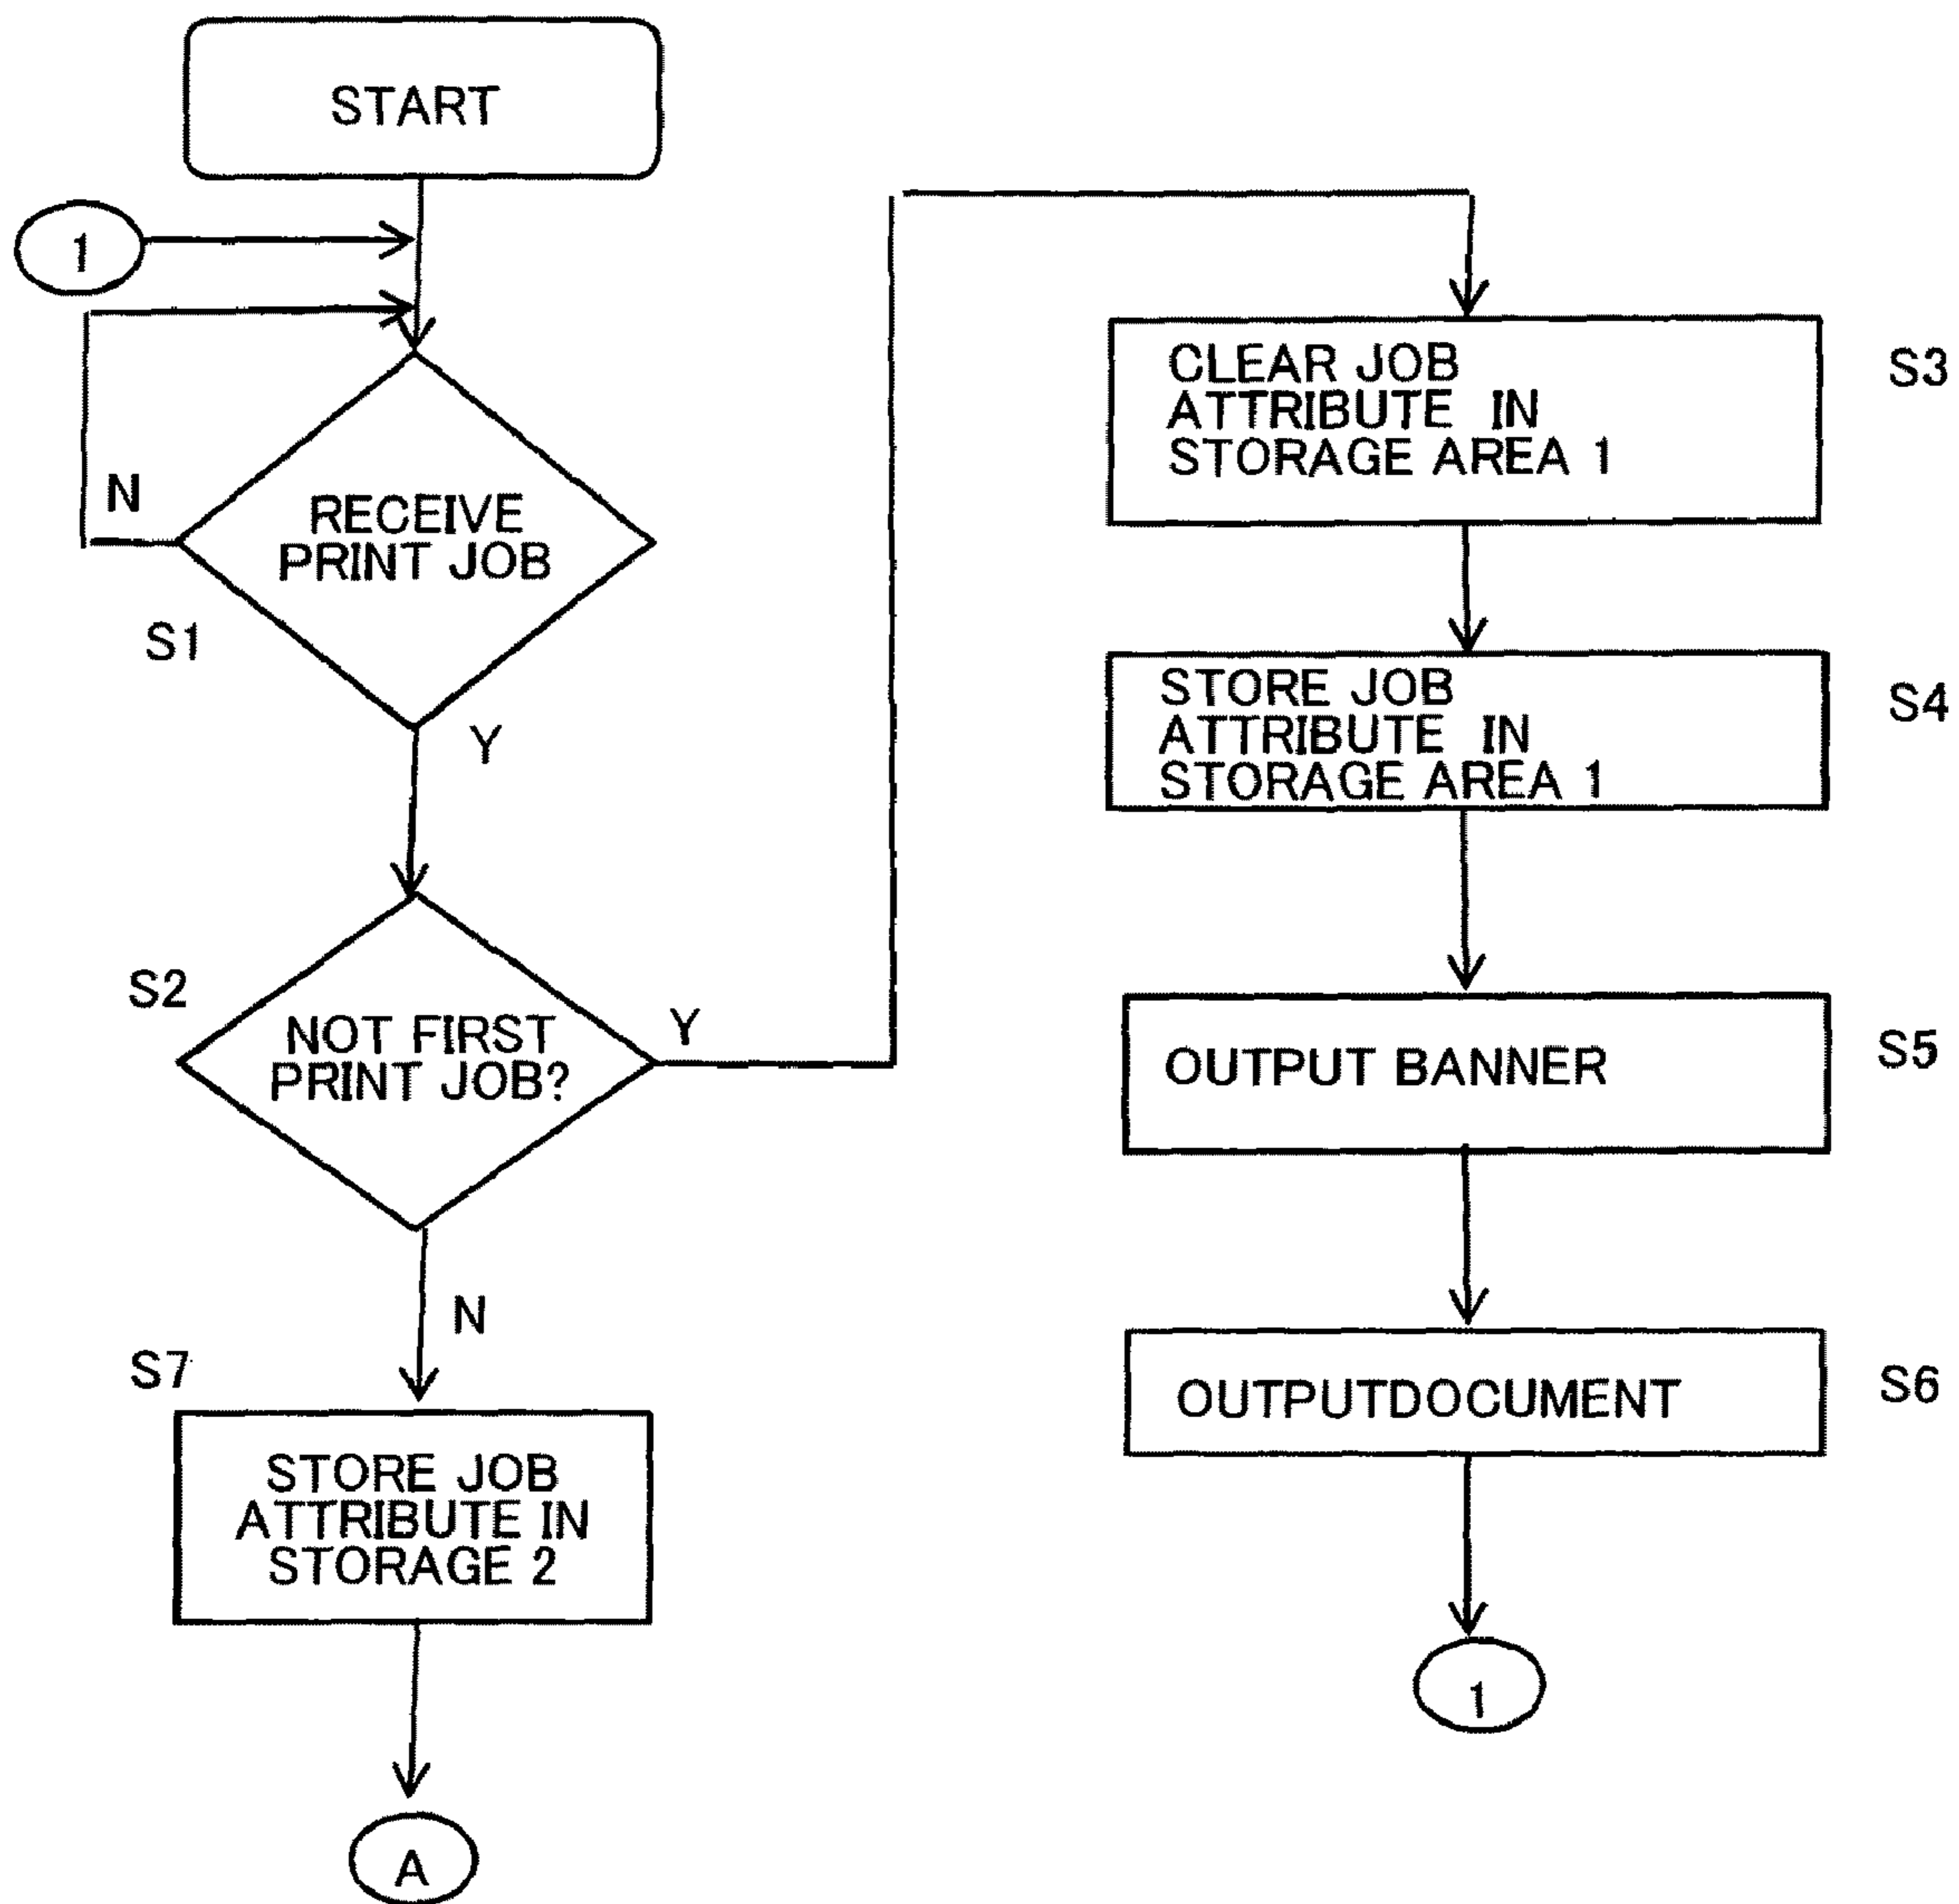 START
1
N
RECEIVE
PRINT JOB
S1
Y
S2
NOT FIRST
PRINT JOB?
Y
N
S7
STORE JOB
ATTRIBUTE IN
STORAGE 2
A
CLEAR JOB
ATTRIBUTE IN
STORAGE AREA 1
S3
STORE JOB
ATTRIBUTE IN
STORAGE AREA 1
S4
OUTPUT BANNER
S5
OUTPUTDOCUMENT
S6
1